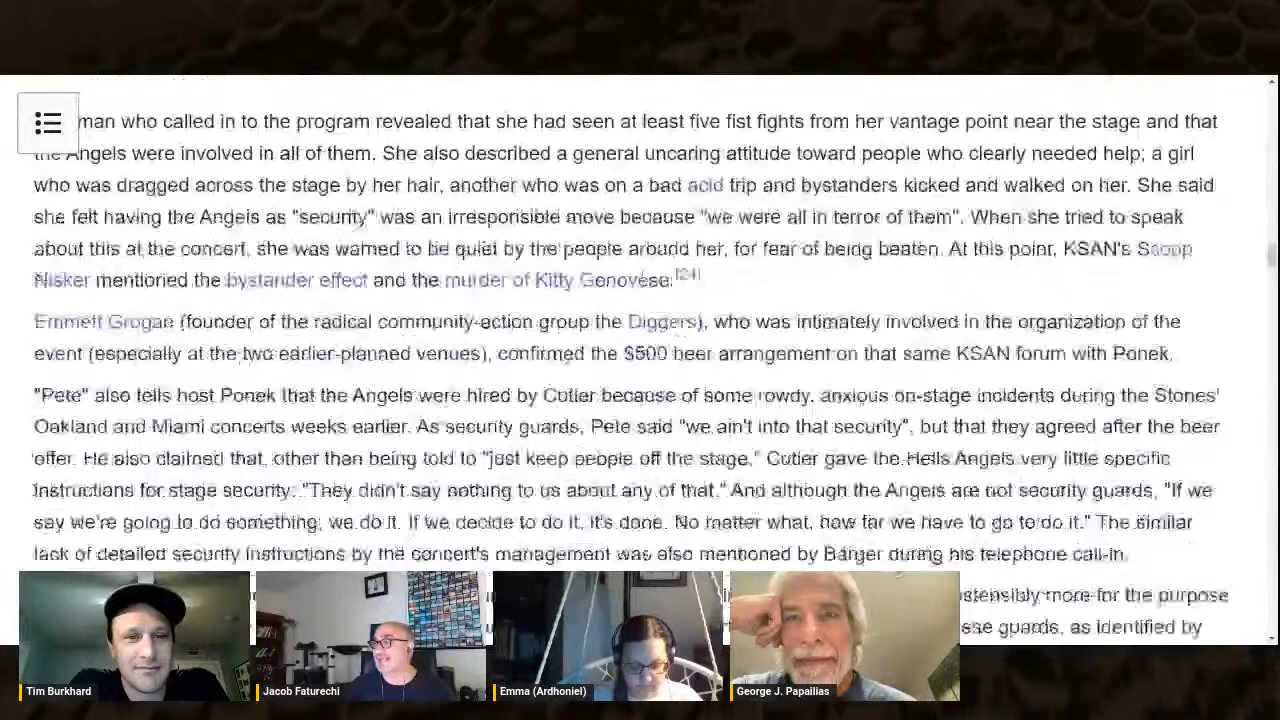 man who called in to the program revealed that she had seen at least five fist fights from her vantage point near the stage and that
the Angels were involved in all of them. She also described a general uncaring attitude toward people who clearly needed help; a girl
who was dragged across the stage by her hair, another who was on a bad acid trip and bystanders kicked and walked on her. She said
she felt having the Angels as "security" was an irresponsible move because "we were all in terror of them". When she tried to speak
about this at the concert, she was warned to be quiet by the people around her, for fear of being beaten. At this point, KSAN's Scoop
Nisker mentioned the bystander effect and the murder of Kitty Genovese.[24]
Emmett Grogan (founder of the radical community-action group the Diggers), who was intimately involved in the organization of the
event (especially at the two earlier-planned venues), confirmed the $500 beer arrangement on that same KSAN forum with Ponek.
"Pete" also tells host Ponek that the Angels were hired by Cutler because of some rowdy, anxious on-stage incidents during the Stones'
Oakland and Miami concerts weeks earlier. As security guards, Pete said "we ain't into that security", but that they agreed after the beer
offer. He also claimed that, other than being told to "just keep people off the stage," Cutler gave the Hells Angels very little specific
instructions for stage security: "They didn't say nothing to us about any of that." And although the Angels are not security guards, "If we
say we're going to do something, we do it. If we decide to do it, it's done. No matter what, how far we have to go to do it." The similar
lack of detailed security instructions by the concert's management was also mentioned by Barger during his telephone call-in.
stensibly more for the purpose
se guards, as identified by
Tim Burkhard
Jacob Faturechi
Emma (Ardhoniel)
George J. Papailias